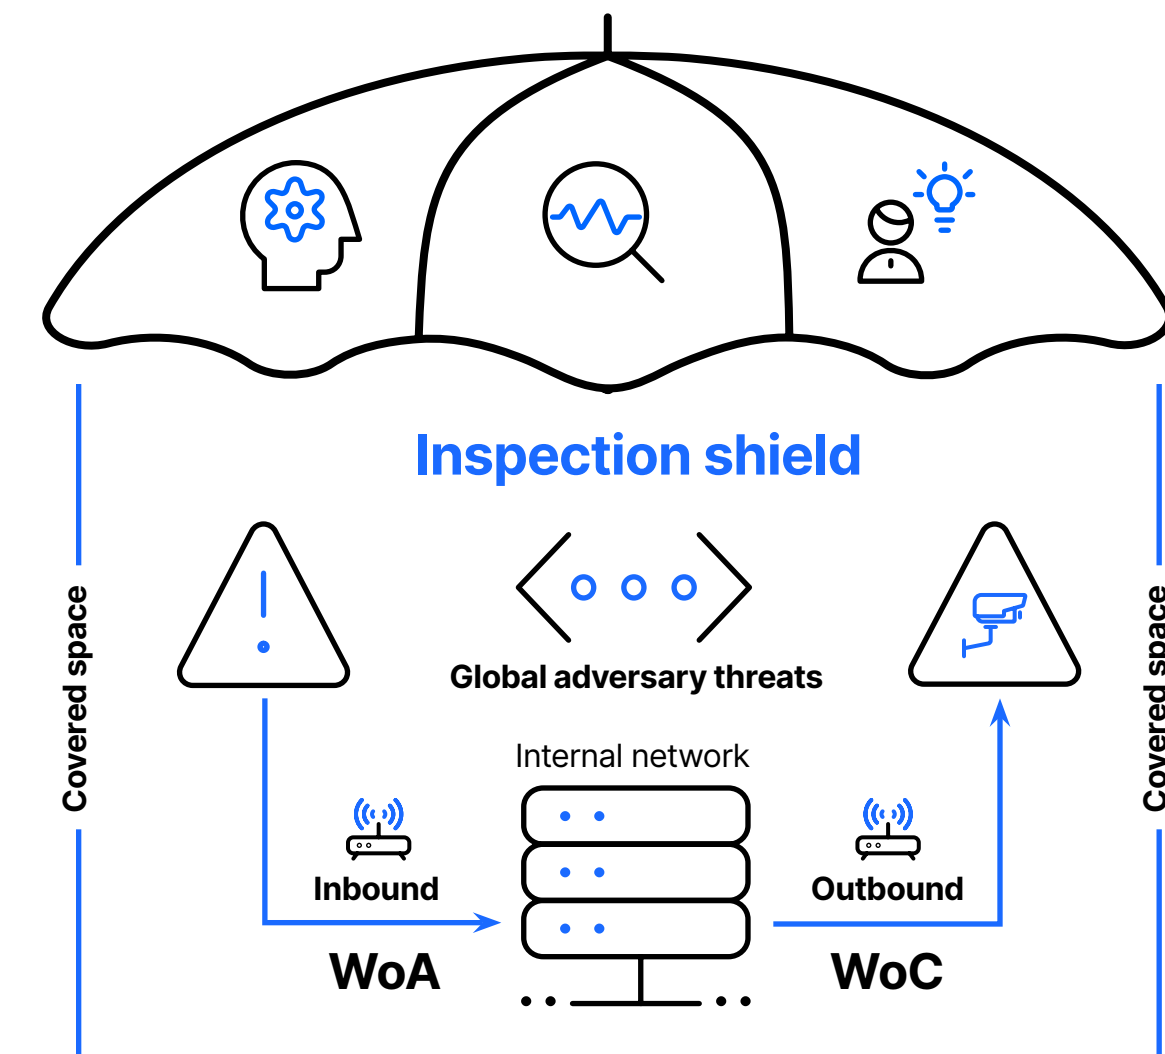 Inspection shield
Covered space
Covered space
Global adversary threats
Internal network
Inbound
Outbound
WoA
WoC